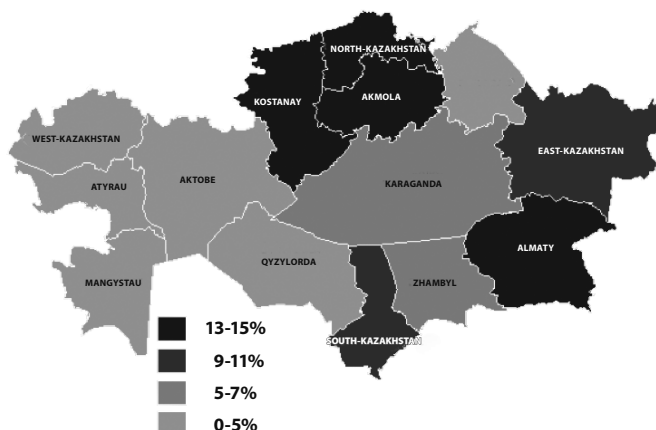 NORTH-KAZAKHSTAN
KOSTANAY
AKMOLA
WEST-KAZAKHSTAN
EAST-KAZAKHSTAN
ATYRAU
AKTOBE
KARAGANDA
ALMATY
QYZYLORDA
MANGYSTAU
ZHAMBYL
SOUTH-KAZAKHSTAN
13-15%
9-11%
5-7%
0-5%